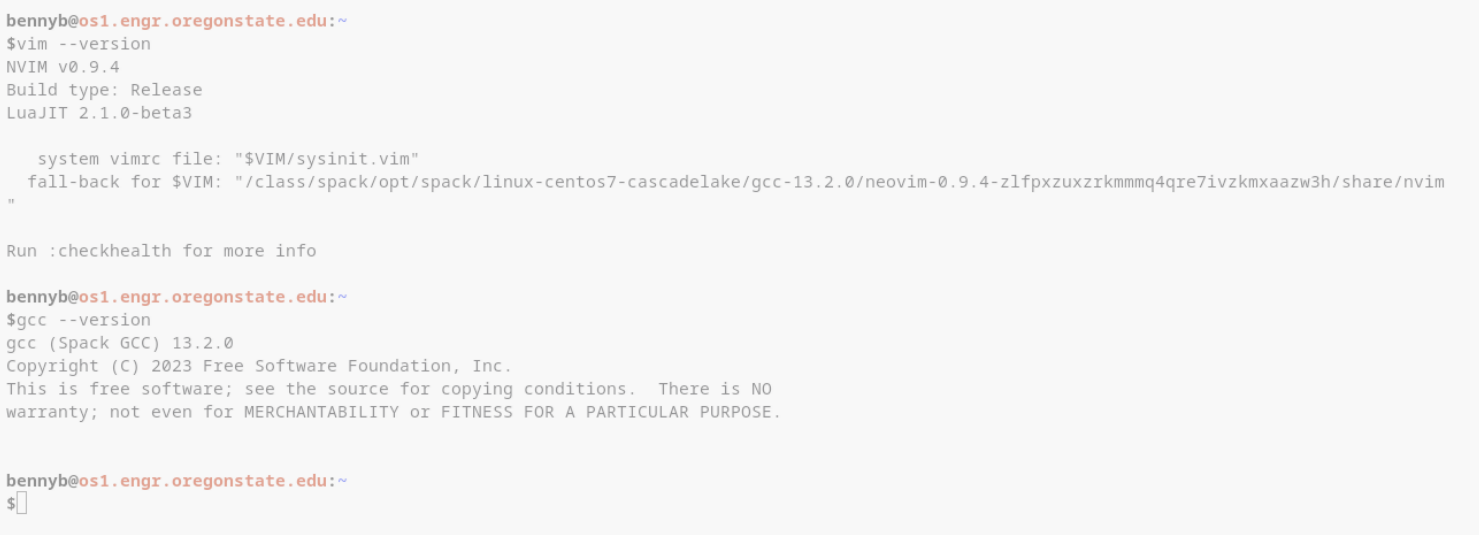 bennyb@os1.engr.oregonstate.edu:~
$vim --version
NVIM v0.9.4
Build type: Release
LuaJIT 2.1.0-beta3
   system vimrc file: "$VIM/sysinit.vim"
  fall-back for $VIM: "/class/spack/opt/spack/linux-centos7-cascadelake/gcc-13.2.0/neovim-0.9.4-zlfpxzuxzrkmmmq4qre7ivzkmxaazw3h/share/nvim
"
Run :checkhealth for more info
bennyb@os1.engr.oregonstate.edu:~
$gcc --version
gcc (Spack GCC) 13.2.0
Copyright (C) 2023 Free Software Foundation, Inc.
This is free software; see the source for copying conditions.  There is NO
warranty; not even for MERCHANTABILITY or FITNESS FOR A PARTICULAR PURPOSE.
bennyb@os1.engr.oregonstate.edu:~
$